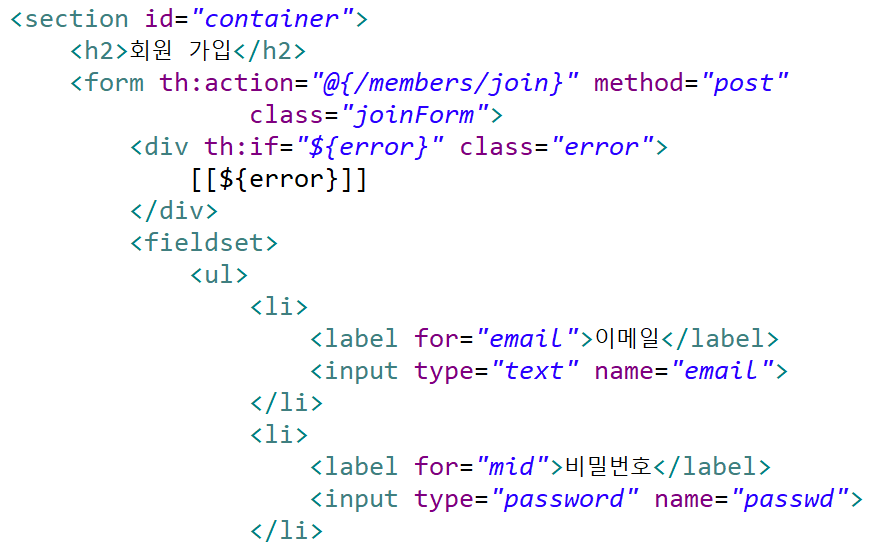 <section id="container">
<h2>회원 가입</h2>
<form th:action="@{/members/join}" method="post"
class="joinForm">
<div th:if="${error}" class="error">
[[${error}]]
</div>
<fieldset>
<ul>
<li>
<label for="email">이메일</label>
<input type="text" name="email">
</li>
<li>
<label for="mid">비밀번호</label>
<input type="password" name="passwd">
</li>